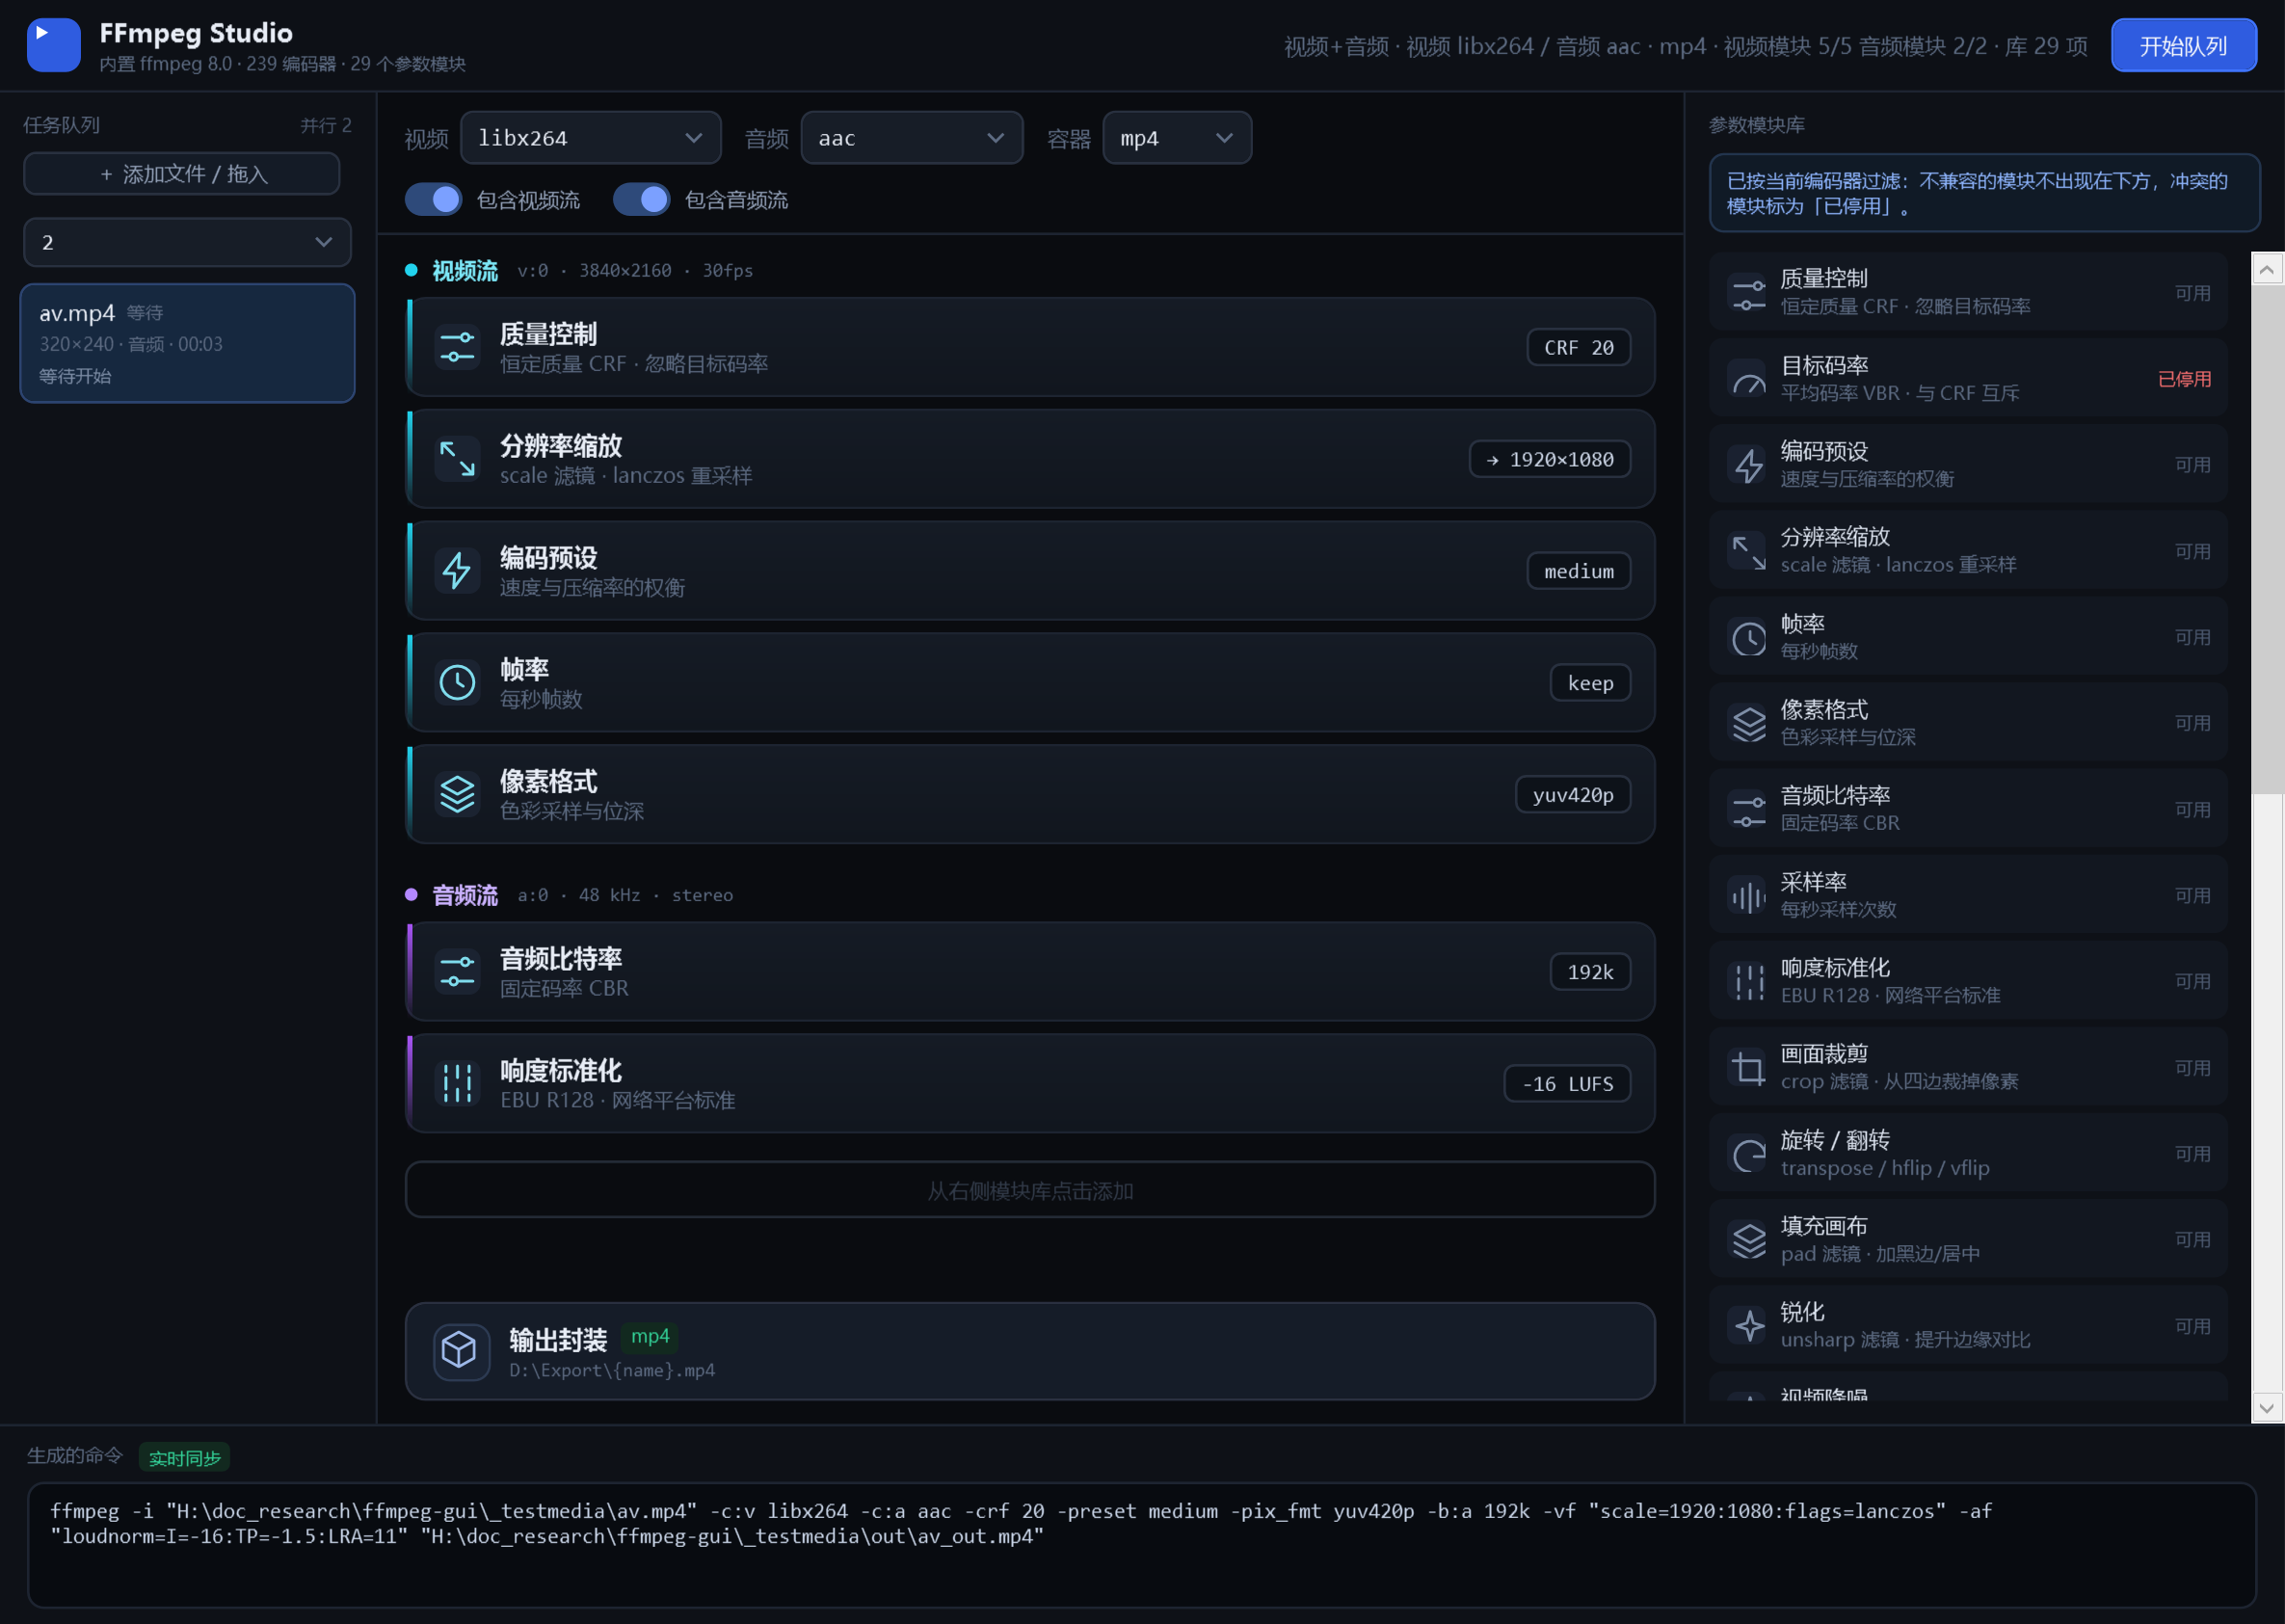 FFmpeg Studio
内置 ffmpeg 8.0 · 239 编码器 · 29 个参数模块
视频+音频 · 视频 libx264 / 音频 aac · mp4 · 视频模块 5/5 音频模块 2/2 · 库 29 项
开始队列
任务队列
并行 2
+ 添加文件 / 拖入
2
av.mp4 等待
320×240 · 音频 · 00:03
等待开始
视频 libx264 音频 aac 容器 mp4
包含视频流 包含音频流
视频流 v:0 · 3840×2160 · 30fps
质量控制
恒定质量 CRF · 忽略目标码率
CRF 20
分辨率缩放
scale 滤镜 · lanczos 重采样
→ 1920×1080
编码预设
速度与压缩率的权衡
medium
帧率
每秒帧数
keep
像素格式
色彩采样与位深
yuv420p
音频流 a:0 · 48 kHz · stereo
音频比特率
固定码率 CBR
192k
响度标准化
EBU R128 · 网络平台标准
-16 LUFS
从右侧模块库点击添加
输出封装 mp4
D:\Export\{name}.mp4
参数模块库
已按当前编码器过滤：不兼容的模块不出现在下方，冲突的
模块标为「已停用」。
质量控制
恒定质量 CRF · 忽略目标码率
可用
目标码率
平均码率 VBR · 与 CRF 互斥
已停用
编码预设
速度与压缩率的权衡
可用
分辨率缩放
scale 滤镜 · lanczos 重采样
可用
帧率
每秒帧数
可用
像素格式
色彩采样与位深
可用
音频比特率
固定码率 CBR
可用
采样率
每秒采样次数
可用
响度标准化
EBU R128 · 网络平台标准
可用
画面裁剪
crop 滤镜 · 从四边裁掉像素
可用
旋转 / 翻转
transpose / hflip / vflip
可用
填充画布
pad 滤镜 · 加黑边/居中
可用
锐化
unsharp 滤镜 · 提升边缘对比
可用
视频降噪
生成的命令 实时同步
ffmpeg -i "H:\doc_research\ffmpeg-gui\_testmedia\av.mp4" -c:v libx264 -c:a aac -crf 20 -preset medium -pix_fmt yuv420p -b:a 192k -vf "scale=1920:1080:flags=lanczos" -af
"loudnorm=I=-16:TP=-1.5:LRA=11" "H:\doc_research\ffmpeg-gui\_testmedia\out\av_out.mp4"